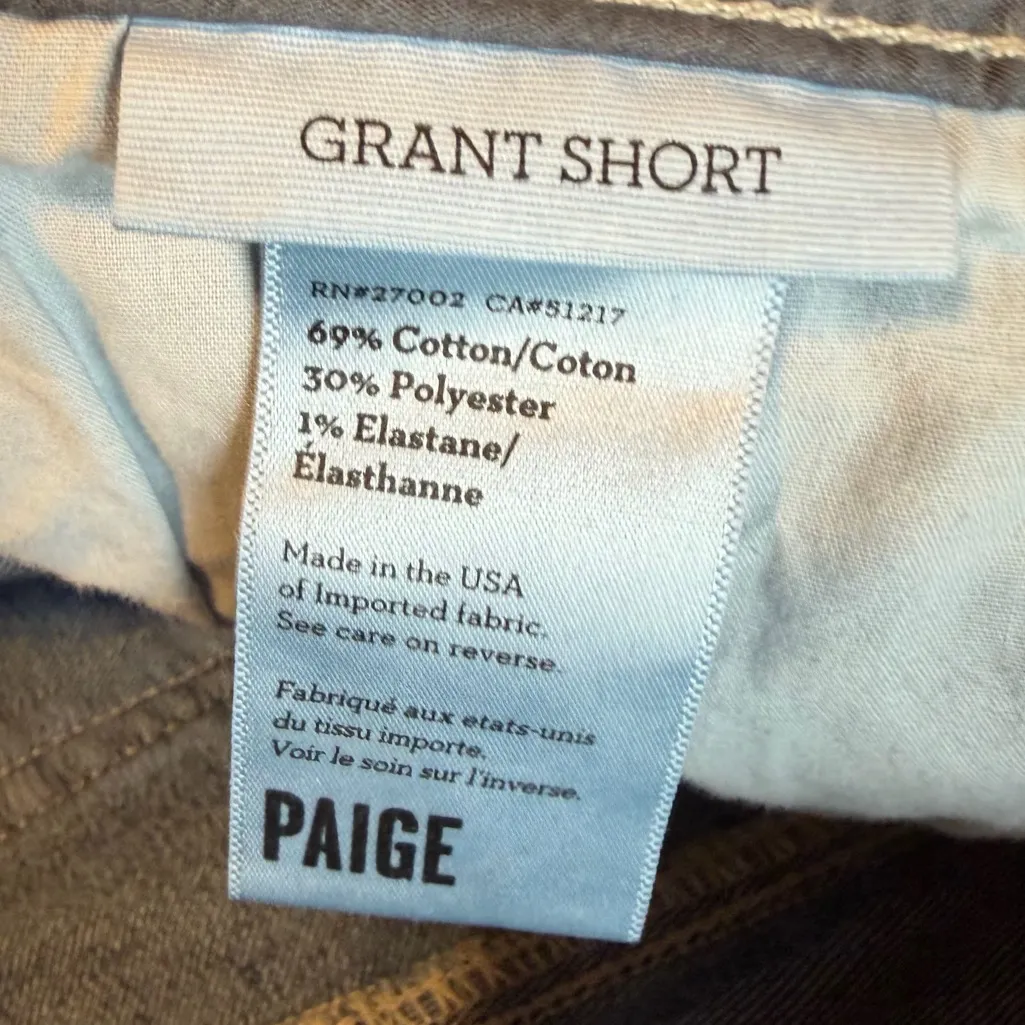 GRANT SHORT
RN#27002 CA#51217
69% Cotton/Coton
30% Polyester
1% Elastane/
Élasthanne
Made in the USA
of Imported fabric.
See care on reverse.
Fabriqué aux etats-unis
du tissu importe.
Voir le soin sur l'inverse.
PAIGE